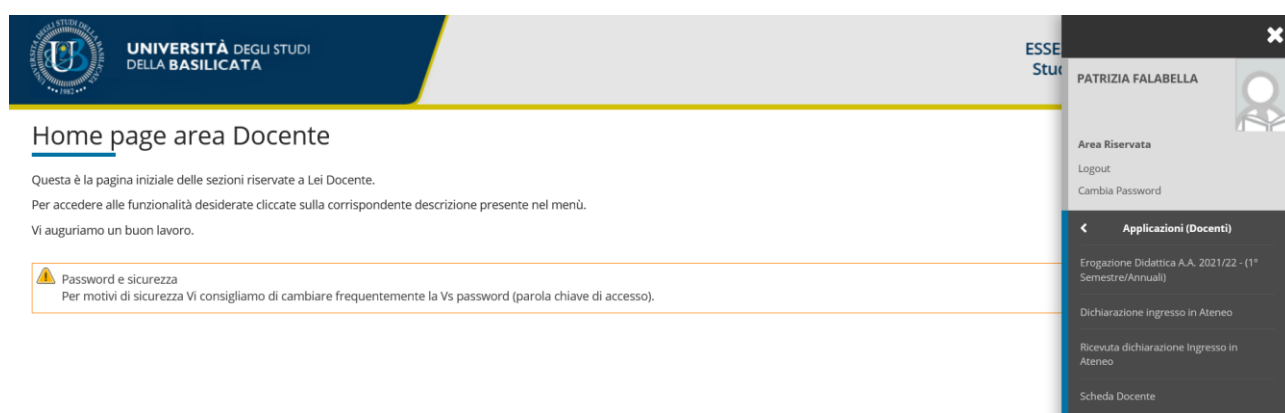 UNIVERSITÀ DEGLI STUDI
DELLA BASILICATA
ESSE
Stu
PATRIZIA FALABELLA
Area Riservata
Logout
Cambia Password
Applicazioni (Docenti)
Erogazione Didattica A.A. 2021/22 - (1°
Semestre/Annuali)
Dichiarazione ingresso in Ateneo
Ricevuta dichiarazione Ingresso in
Ateneo
Scheda Docente
Home page area Docente
Questa è la pagina iniziale delle sezioni riservate a Lei Docente.
Per accedere alle funzionalità desiderate cliccate sulla corrispondente descrizione presente nel menù.
Vi auguriamo un buon lavoro.
Password e sicurezza
Per motivi di sicurezza Vi consigliamo di cambiare frequentemente la Vs password (parola chiave di accesso).